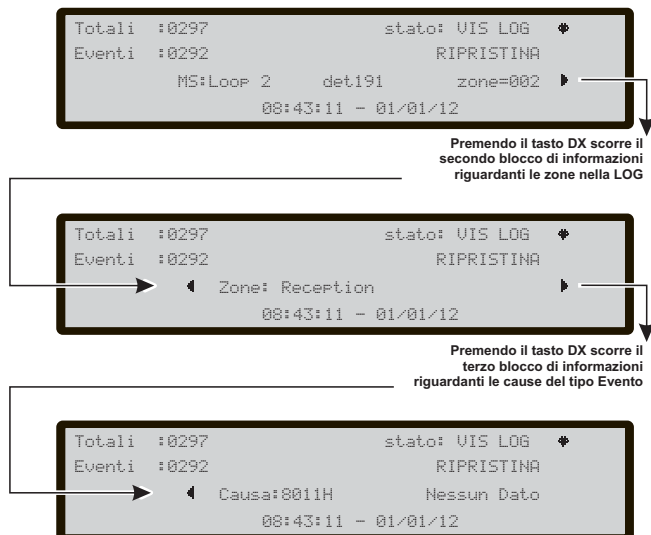 Totali :0297 stato: VIS LOG
Eventi :0292 RIPRISTINA
MS:Loop 2 det191 zone=002
08:43:11 - 01/01/12
Premendo il tasto DX scorre il
secondo blocco di informazioni
riguardanti le zone nella LOG
Totali :0297 stato: VIS LOG
Eventi :0292 RIPRISTINA
Zone: Reception
08:43:11 - 01/01/12
Premendo il tasto DX scorre il
terzo blocco di informazioni
riguardanti le cause del tipo Evento
Totali :0297 stato: VIS LOG
Eventi :0292 RIPRISTINA
Causa:8011H Nessun Dato
08:43:11 - 01/01/12